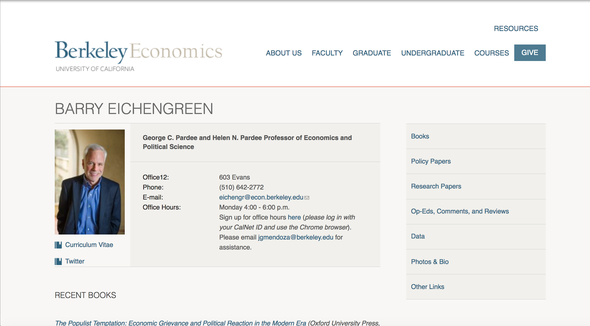 RESOURCES
Berkeley Economics
UNIVERSITY OF CALIFORNIA
ABOUT US FACULTY GRADUATE UNDERGRADUATE COURSES GIVE
BARRY EICHENGREEN
George C. Pardee and Helen N. Pardee Professor of Economics and
Political Science
Office12: 603 Evans
Phone: (510) 642-2772
E-mail: eichengr@econ.berkeley.edu
Office Hours: Monday 4:00 - 6:00 p.m.
Sign up for office hours here (please log in
with your CalNet ID and use the Chrome browser).
Please email jgmendoza@berkeley.edu for
assistance.
Curriculum Vitae
Twitter
Books
Policy Papers
Research Papers
Op-Eds, Comments, and Reviews
Data
Photos & Bio
Other Links
RECENT BOOKS
The Populist Temptation: Economic Grievance and Political Reaction in the Modern Era (Oxford University Press,